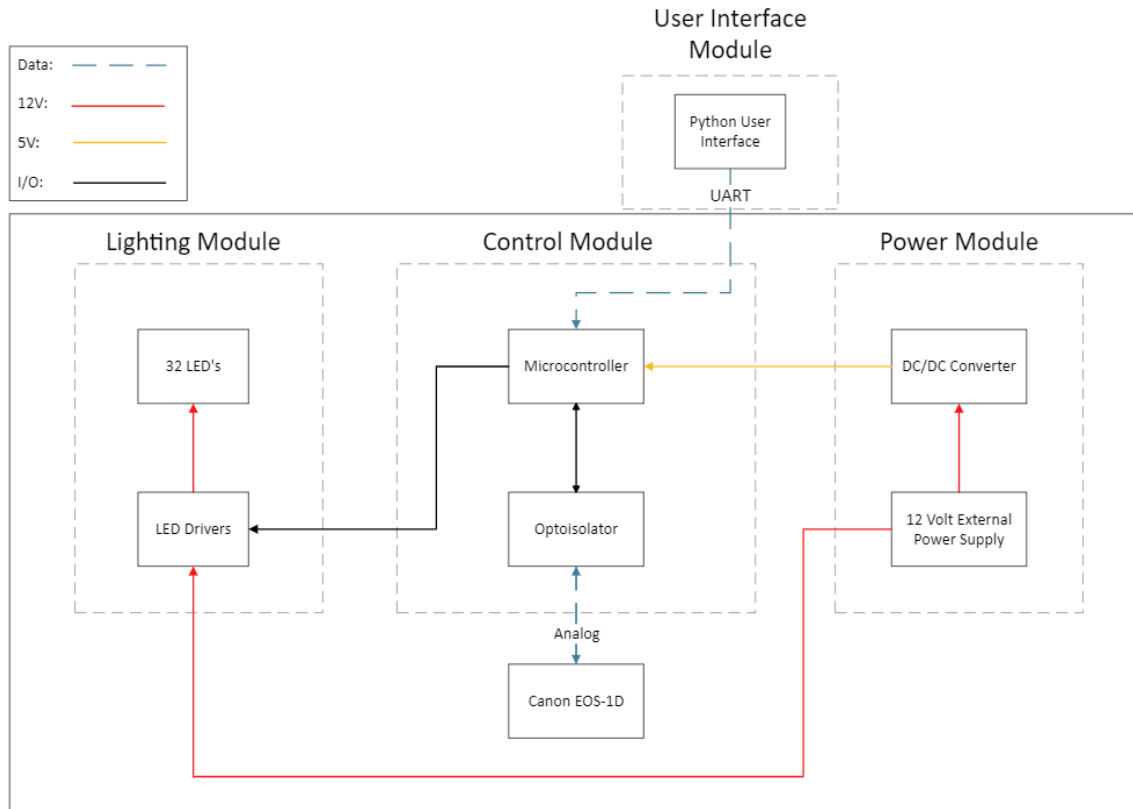 User Interface
Module
Data:
12V:
5V:
I/O:
Python User
Interface
UART
Lighting Module
Control Module
Power Module
32 LED's
Microcontroller
DC/DC Converter
LED Drivers
Optoisolator
12 Volt External
Power Supply
Analog
Canon EOS-1D